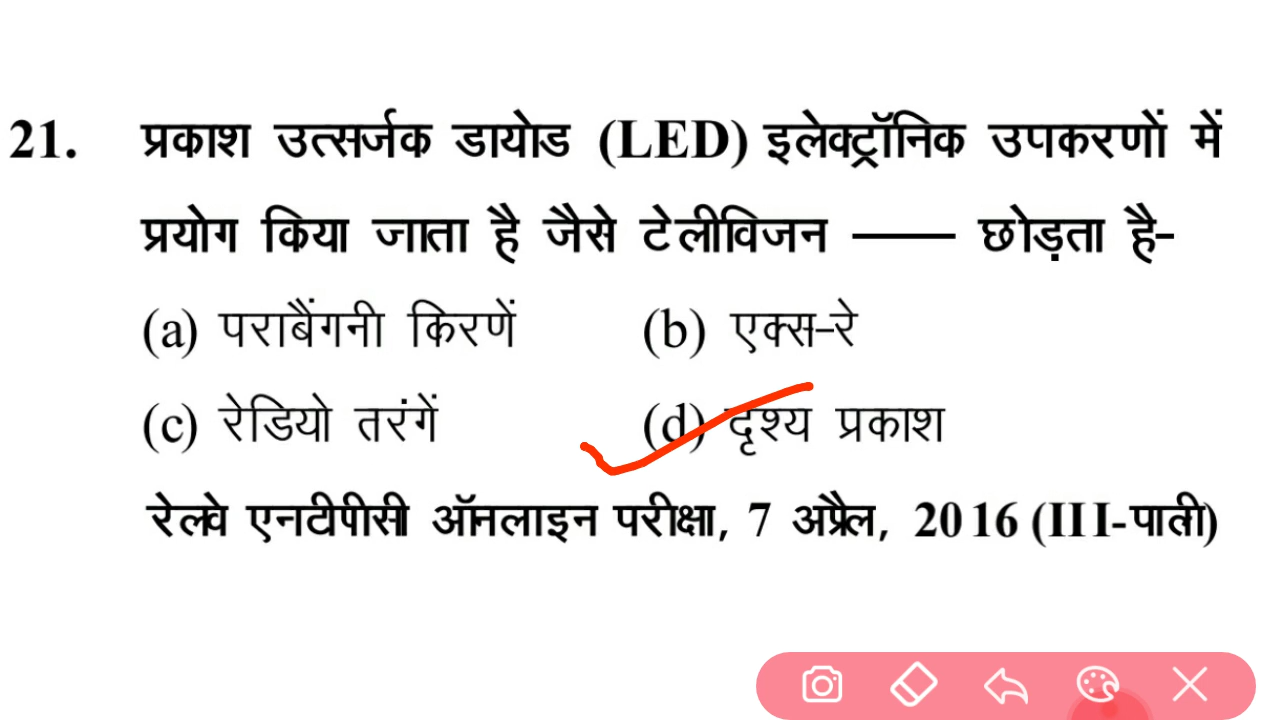 21. प्रकाश उत्सर्जक डायोड (LED) इलेक्ट्रॉनिक उपकरणों में
प्रयोग किया जाता है जैसे टेलीविजन —— छोड़ता है-
(a) पराबैंगनी किरणें (b) एक्स-रे
(c) रेडियो तरंगें (d) दृश्य प्रकाश
रेलवे एनटीपीसी ऑनलाइन परीक्षा, 7 अप्रैल, 2016 (III-पाली)